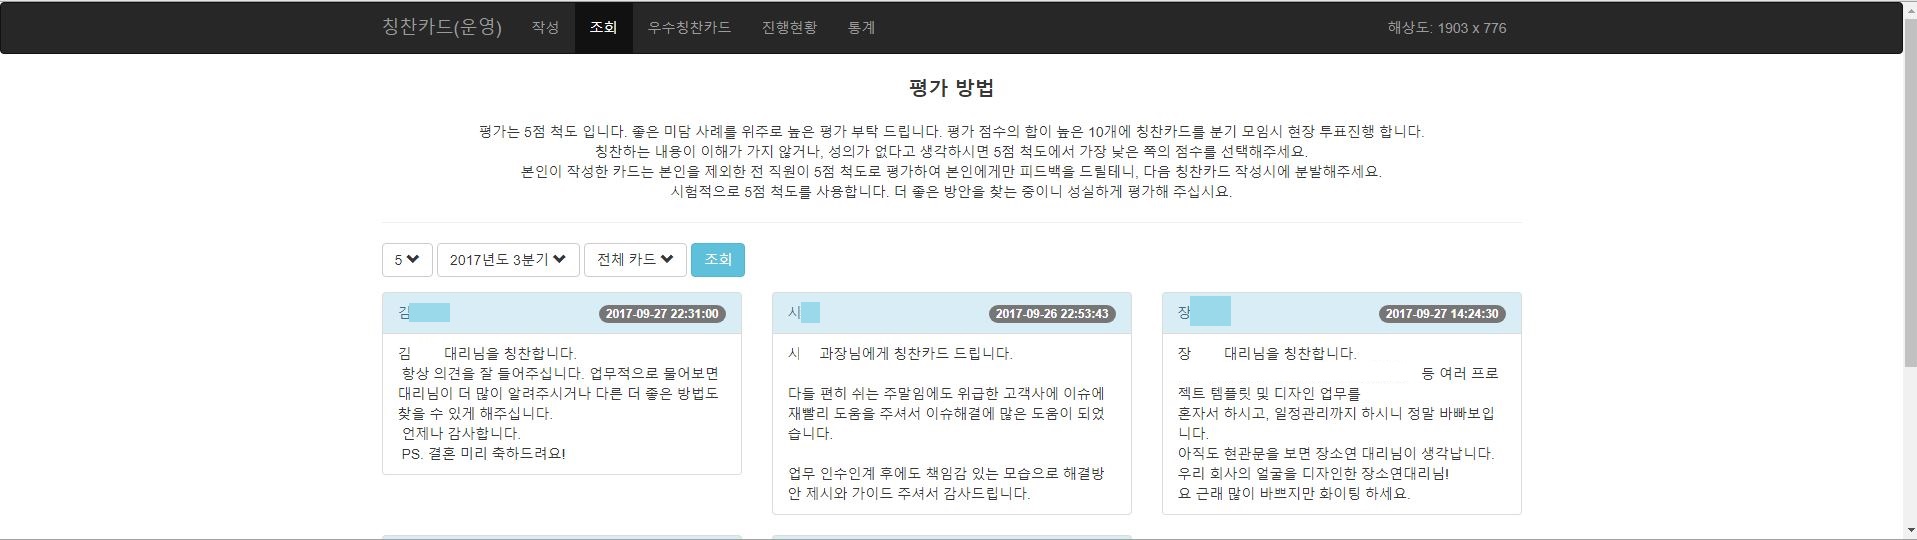 칭찬카드(운영) 작성 조회 우수칭찬카드 진행현황 통계 해상도: 1903 x 776
평가 방법
평가는 5점 척도 입니다. 좋은 미담 사례를 위주로 높은 평가 부탁 드립니다. 평가 점수의 합이 높은 10개에 칭찬카드를 분기 모임시 현장 투표진행 합니다.
칭찬하는 내용이 이해가 가지 않거나, 성의가 없다고 생각하시면 5점 척도에서 가장 낮은 쪽의 점수를 선택해주세요.
본인이 작성한 카드는 본인을 제외한 전 직원이 5점 척도로 평가하여 본인에게만 피드백을 드릴테니, 다음 칭찬카드 작성시에 분발해주세요.
시험적으로 5점 척도를 사용합니다. 더 좋은 방안을 찾는 중이니 성실하게 평가해 주십시요.
5 2017년도 3분기 전체 카드 조회
김 2017-09-27 22:31:00
김 대리님을 칭찬합니다.
항상 의견을 잘 들어주십니다. 업무적으로 물어보면
대리님이 더 많이 알려주시거나 다른 더 좋은 방법도
찾을 수 있게 해주십니다.
언제나 감사합니다.
PS. 결혼 미리 축하드려요!
시 2017-09-26 22:53:43
시 과장님에게 칭찬카드 드립니다.
다들 편히 쉬는 주말임에도 위급한 고객사에 이슈에
재빨리 도움을 주셔서 이슈해결에 많은 도움이 되었
습니다.
업무 인수인계 후에도 책임감 있는 모습으로 해결방
안 제시와 가이드 주셔서 감사드립니다.
장 2017-09-27 14:24:30
장 대리님을 칭찬합니다.
등 여러 프로
젝트 템플릿 및 디자인 업무를
혼자서 하시고, 일정관리까지 하시니 정말 바빠보입
니다.
아직도 현관문을 보면 장소연 대리님이 생각납니다.
우리 회사의 얼굴을 디자인한 장소연대리님!
요 근래 많이 바쁘지만 화이팅 하세요.